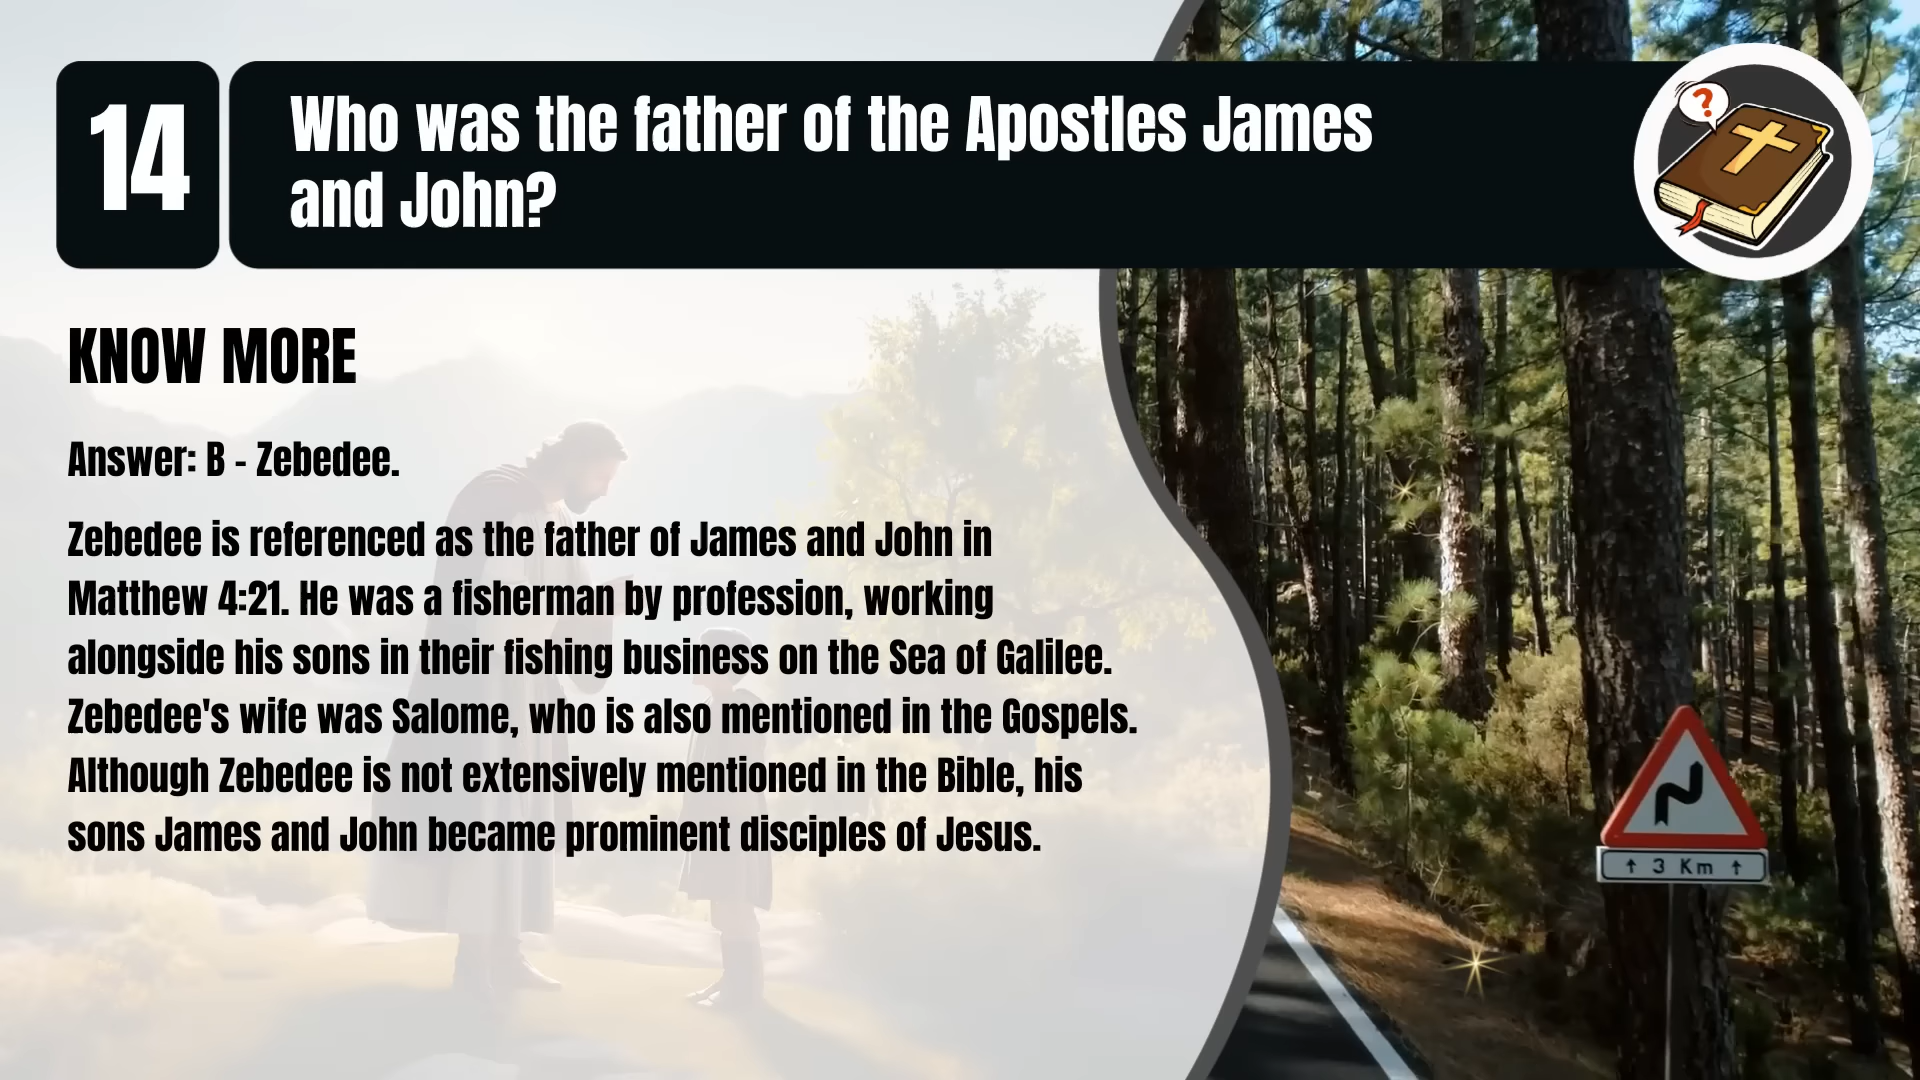 14
Who was the father of the Apostles James
and John?
?
KNOW MORE
Answer: B - Zebedee.
Zebedee is referenced as the father of James and John in
Matthew 4:21. He was a fisherman by profession, working
alongside his sons in their fishing business on the Sea of Galilee.
Zebedee's wife was Salome, who is also mentioned in the Gospels.
Although Zebedee is not extensively mentioned in the Bible, his
sons James and John became prominent disciples of Jesus.
↑ 3 Km ↑